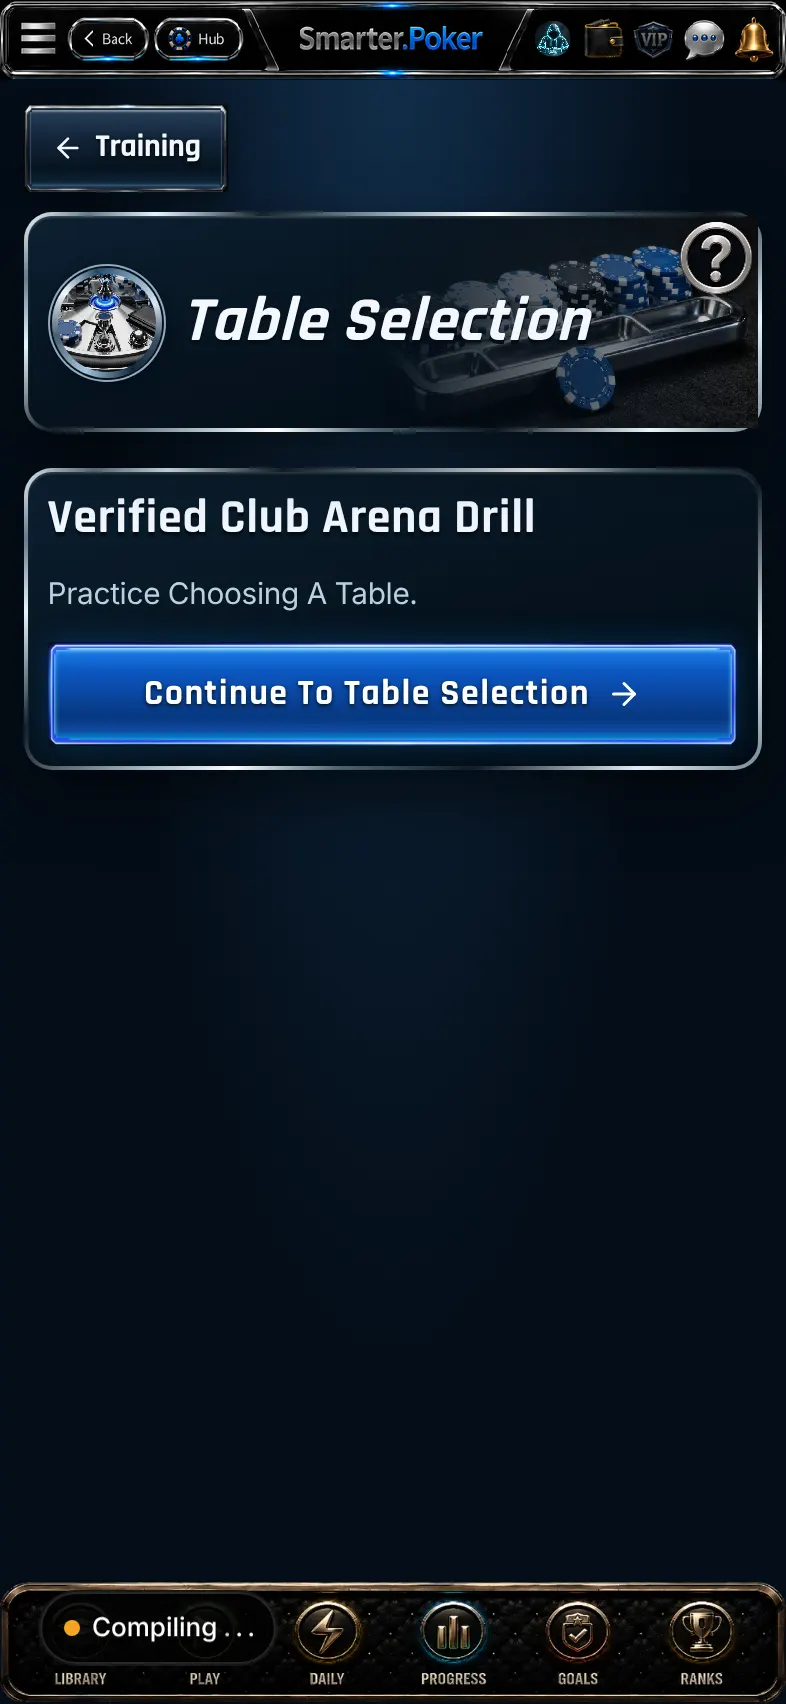 Back
Hub
Smarter.Poker
VIP
Training
Table Selection
?
Verified Club Arena Drill
Practice Choosing A Table.
Continue To Table Selection
Compiling ...
LIBRARY
PLAY
DAILY
PROGRESS
GOALS
RANKS